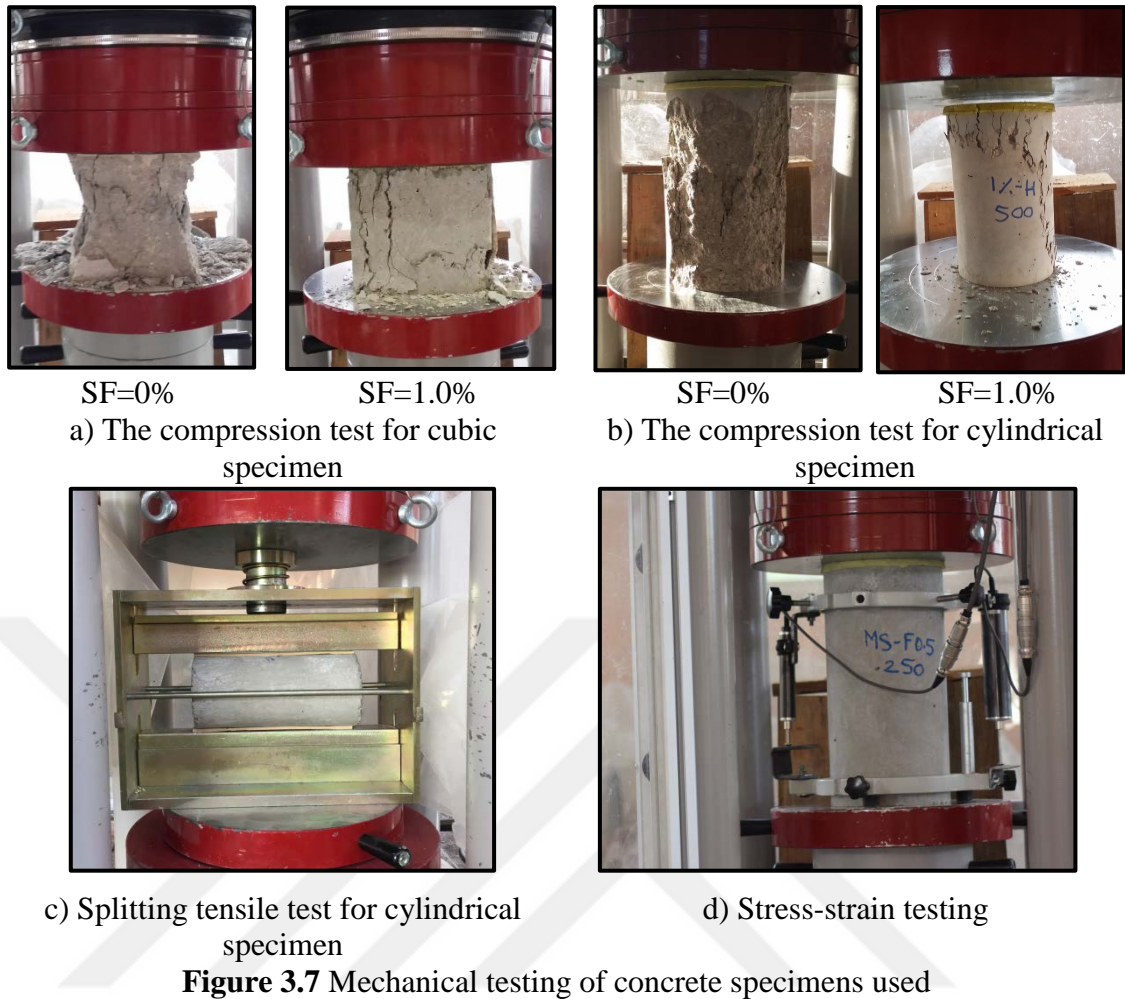 1%-H
500
SF=0%
SF=1.0%
a) The compression test for cubic
specimen
SF=0%
SF=1.0%
b) The compression test for cylindrical
specimen
MS-F0.5
250
c) Splitting tensile test for cylindrical
specimen
d) Stress-strain testing
Figure 3.7 Mechanical testing of concrete specimens used